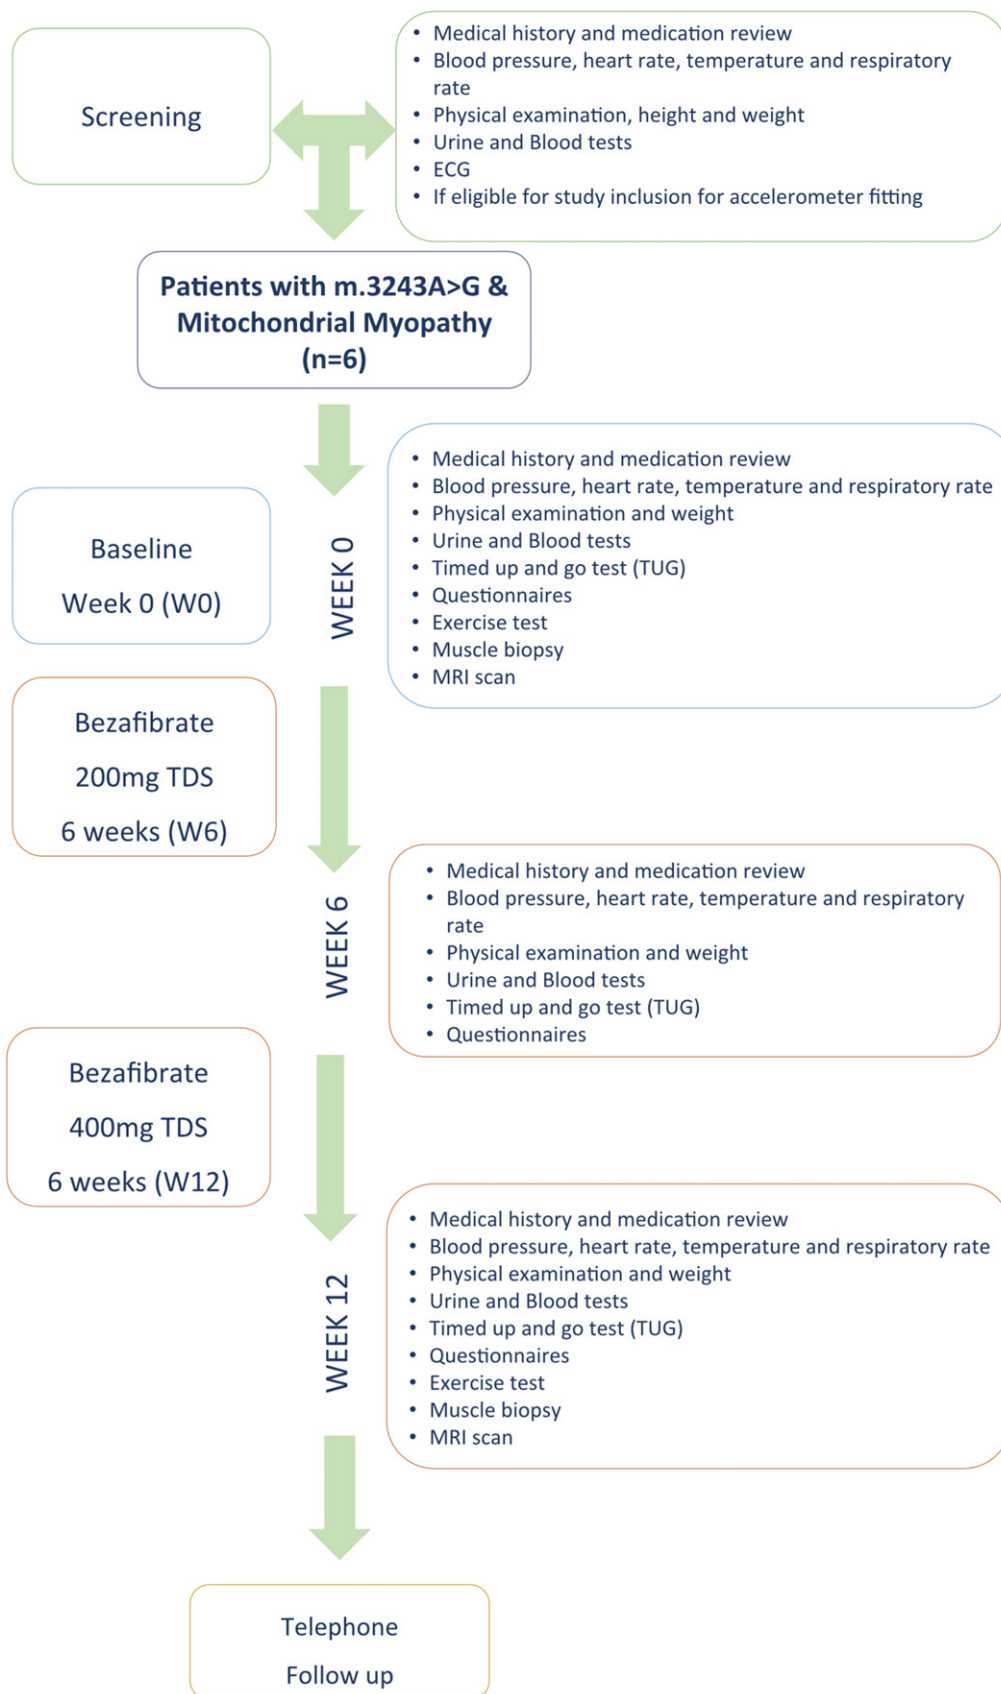 Screening
• Medical history and medication review
• Blood pressure, heart rate, temperature and respiratory
rate
• Physical examination, height and weight
• Urine and Blood tests
• ECG
• If eligible for study inclusion for accelerometer fitting
Patients with m.3243A>G &
Mitochondrial Myopathy
(n=6)
Baseline
Week 0 (W0)
WEEK 0
• Medical history and medication review
• Blood pressure, heart rate, temperature and respiratory rate
• Physical examination and weight
• Urine and Blood tests
• Timed up and go test (TUG)
• Questionnaires
• Exercise test
• Muscle biopsy
• MRI scan
Bezafibrate
200mg TDS
6 weeks (W6)
WEEK 6
• Medical history and medication review
• Blood pressure, heart rate, temperature and respiratory
rate
• Physical examination and weight
• Urine and Blood tests
• Timed up and go test (TUG)
• Questionnaires
Bezafibrate
400mg TDS
6 weeks (W12)
WEEK 12
• Medical history and medication review
• Blood pressure, heart rate, temperature and respiratory rate
• Physical examination and weight
• Urine and Blood tests
• Timed up and go test (TUG)
• Questionnaires
• Exercise test
• Muscle biopsy
• MRI scan
Telephone
Follow up